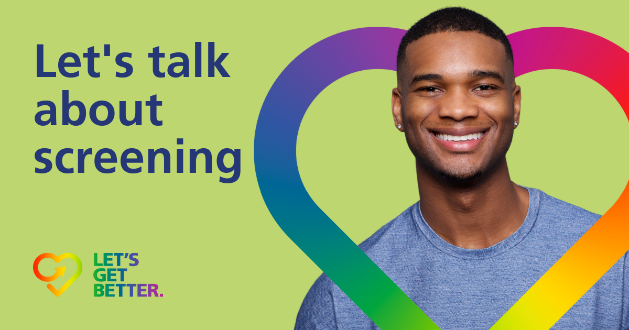 Let's talk
about
screening
LET'S
GET
BETTER.